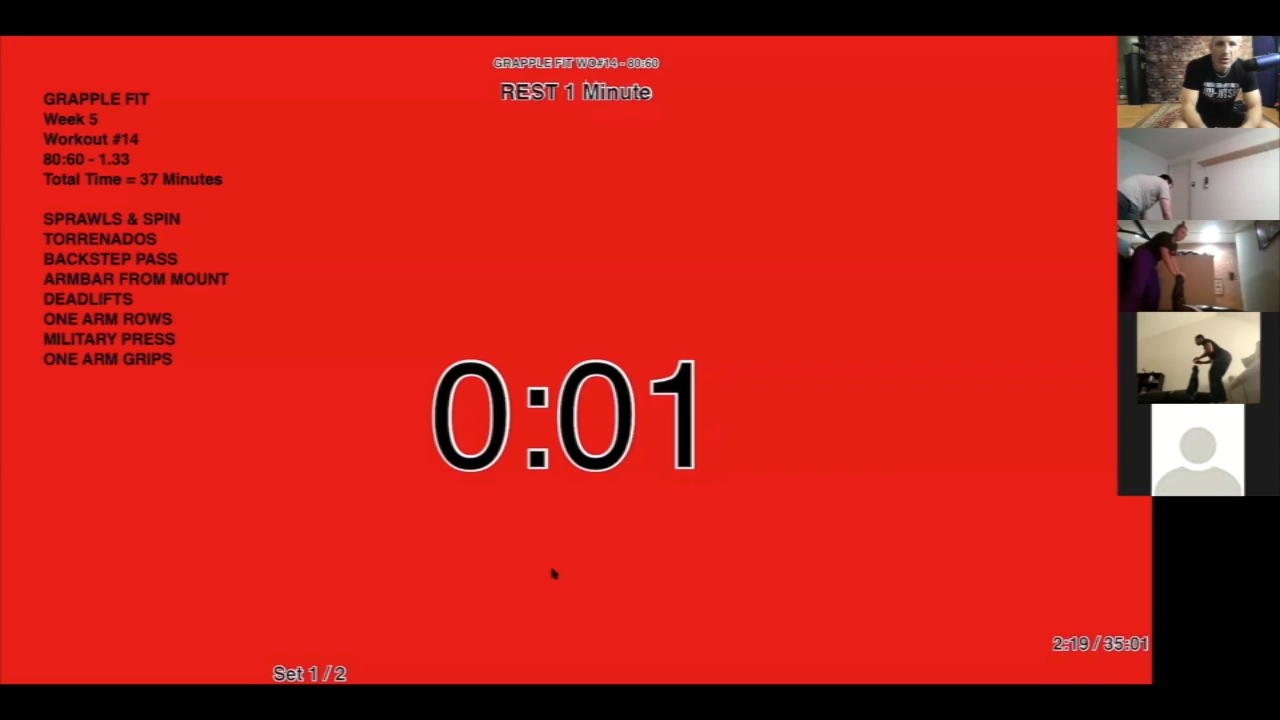 GRAPPLE FIT WO#14 - 80:60
REST 1 Minute
GRAPPLE FIT
Week 5
Workout #14
80:60 - 1.33
Total Time = 37 Minutes
SPRAWLS & SPIN
TORRENADOS
BACKSTEP PASS
ARMBAR FROM MOUNT
DEADLIFTS
ONE ARM ROWS
MILITARY PRESS
ONE ARM GRIPS
0:01
2:19 / 35:01
Set 1 / 2